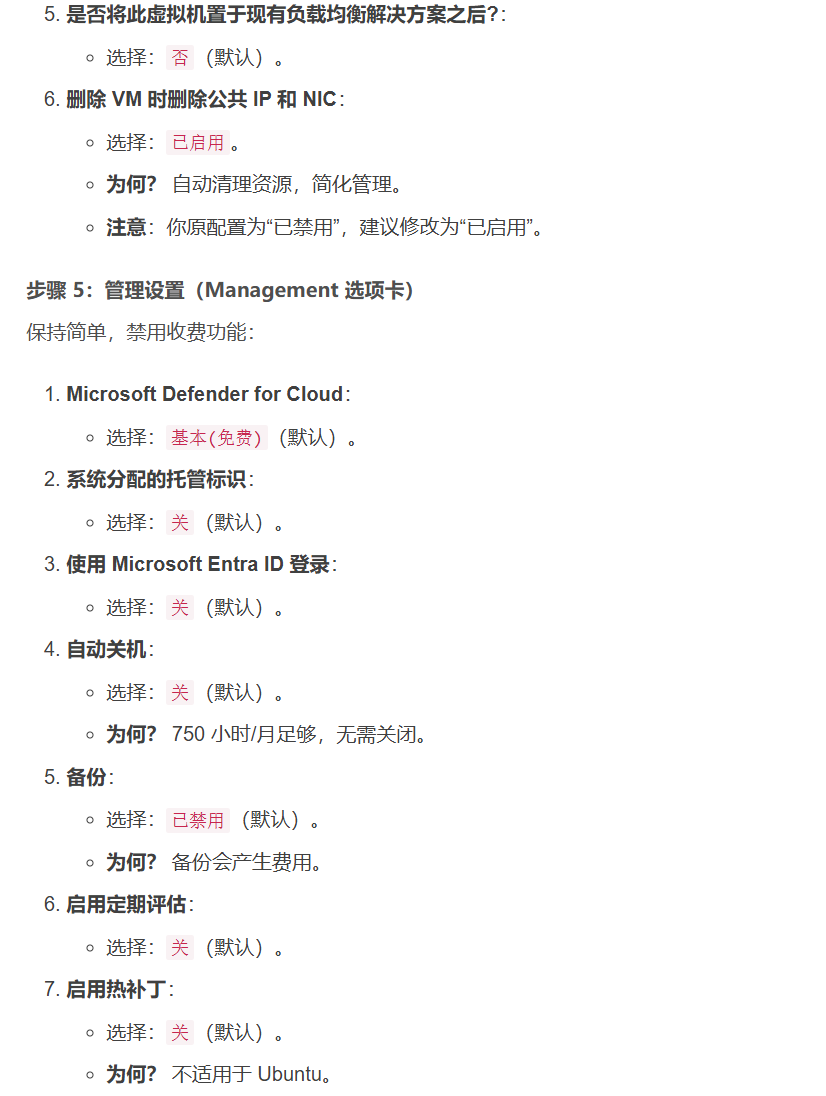 5. 是否将此虚拟机置于现有负载均衡解决方案之后?:
选择：否（默认）。
6. 删除 VM 时删除公共 IP 和 NIC：
选择：已启用。
为何？ 自动清理资源，简化管理。
注意：你原配置为“已禁用”，建议修改为“已启用”。
步骤 5：管理设置（Management 选项卡）
保持简单，禁用收费功能：
1. Microsoft Defender for Cloud：
选择：基本(免费)（默认）。
2. 系统分配的托管标识：
选择：关（默认）。
3. 使用 Microsoft Entra ID 登录：
选择：关（默认）。
4. 自动关机：
选择：关（默认）。
为何？ 750 小时/月足够，无需关闭。
5. 备份：
选择：已禁用（默认）。
为何？ 备份会产生费用。
6. 启用定期评估：
选择：关（默认）。
7. 启用热补丁：
选择：关（默认）。
为何？ 不适用于 Ubuntu。